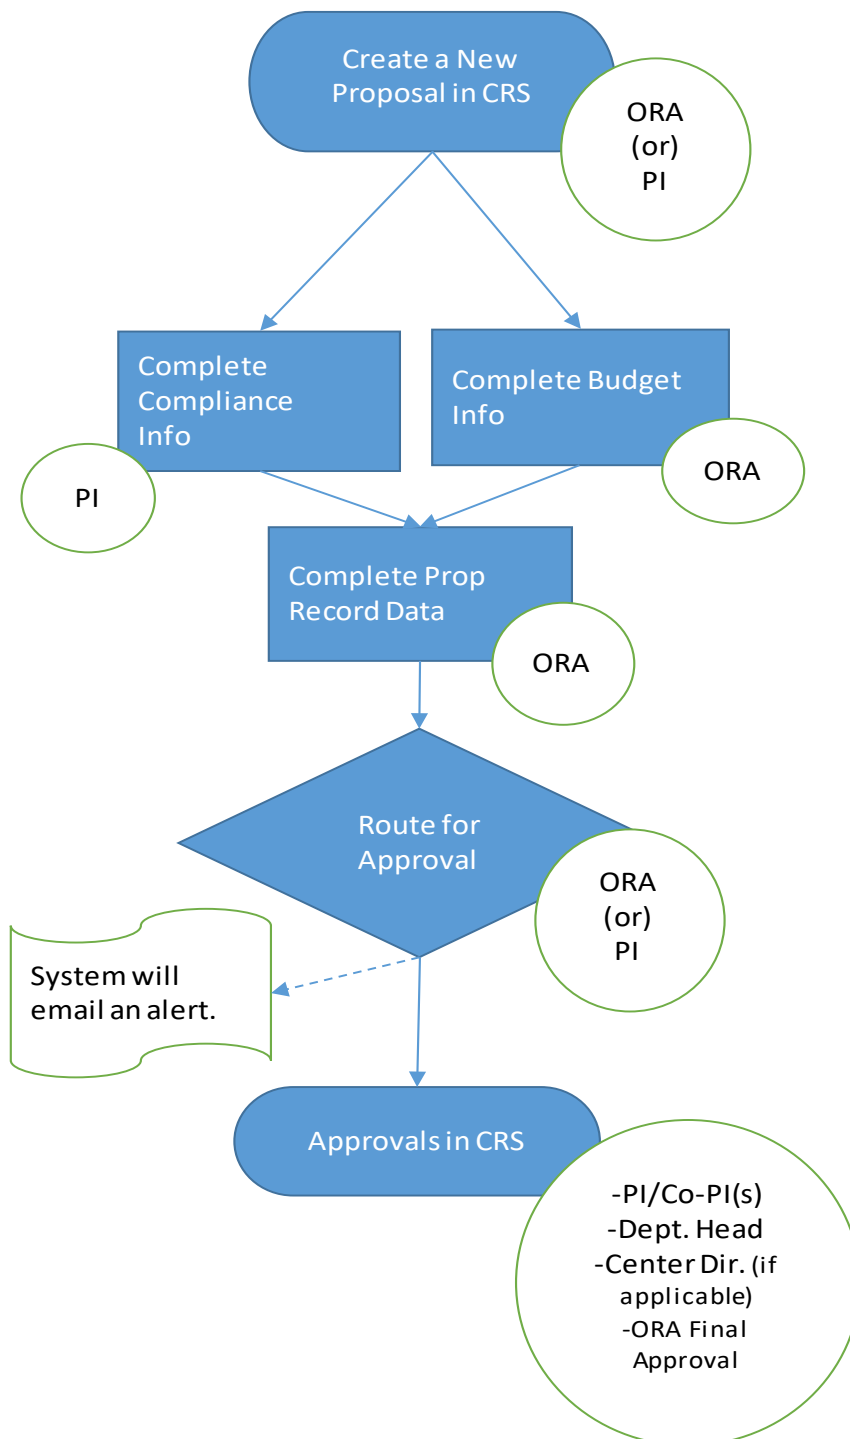 Create a New
Proposal in CRS
ORA
(or)
PI
Complete
Compliance
Info
Complete Budget
Info
PI
ORA
Complete Prop
Record Data
ORA
Route for
Approval
ORA
(or)
PI
System will
email an alert.
Approvals in CRS
-PI/Co-PI(s)
-Dept. Head
-Center Dir. (if
applicable)
-ORA Final
Approval